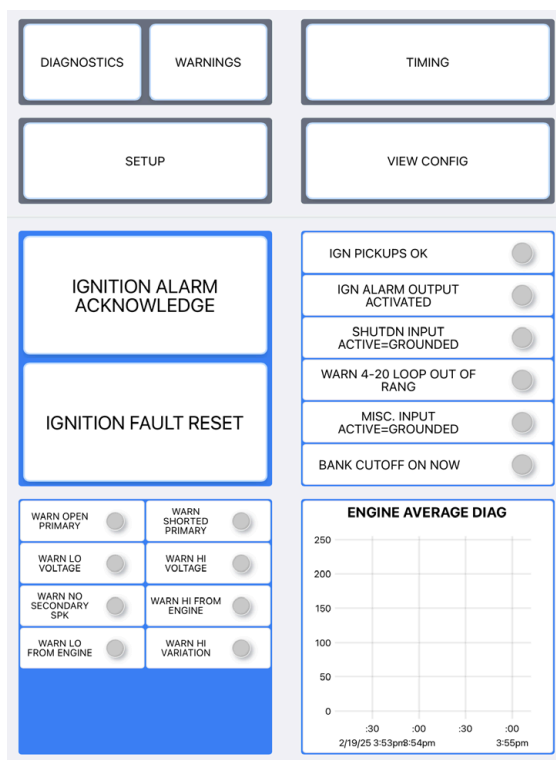 DIAGNOSTICS
WARNINGS
TIMING
SETUP
VIEW CONFIG
IGNITION ALARM
ACKNOWLEDGE
IGNITION FAULT RESET
IGN PICKUPS OK
IGN ALARM OUTPUT
ACTIVATED
SHUTDN INPUT
ACTIVE=GROUNDED
WARN 4-20 LOOP OUT OF
RANG
MISC. INPUT
ACTIVE=GROUNDED
BANK CUTOFF ON NOW
WARN OPEN
PRIMARY
WARN
SHORTED
PRIMARY
WARN LO
VOLTAGE
WARN HI
VOLTAGE
WARN NO
SECONDARY
SPK
WARN HI FROM
ENGINE
WARN LO
FROM ENGINE
WARN HI
VARIATION
ENGINE AVERAGE DIAG
250
200
150
100
50
0
:30 :00 :30 :00
2/19/25 3:53pm 3:54pm 3:55pm